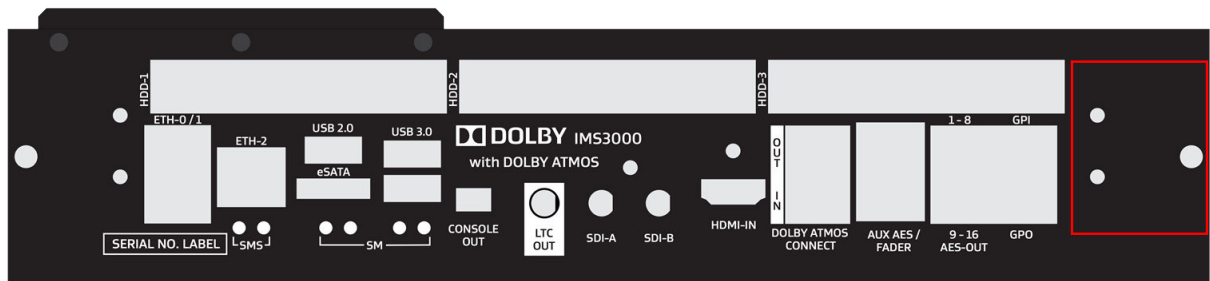 HDD-1
HDD-2
HDD-3
ETH-0 / 1
ETH-2
USB 2.0
USB 3.0
eSATA
DOLBY IMS3000
with DOLBY ATMOS
OUT
IN
1 - 8
GPI
SERIAL NO. LABEL
SMS
SM
CONSOLE
OUT
LTC
OUT
SDI-A
SDI-B
HDMI-IN
DOLBY ATMOS
CONNECT
AUX AES /
FADER
9 - 16
AES-OUT
GPO